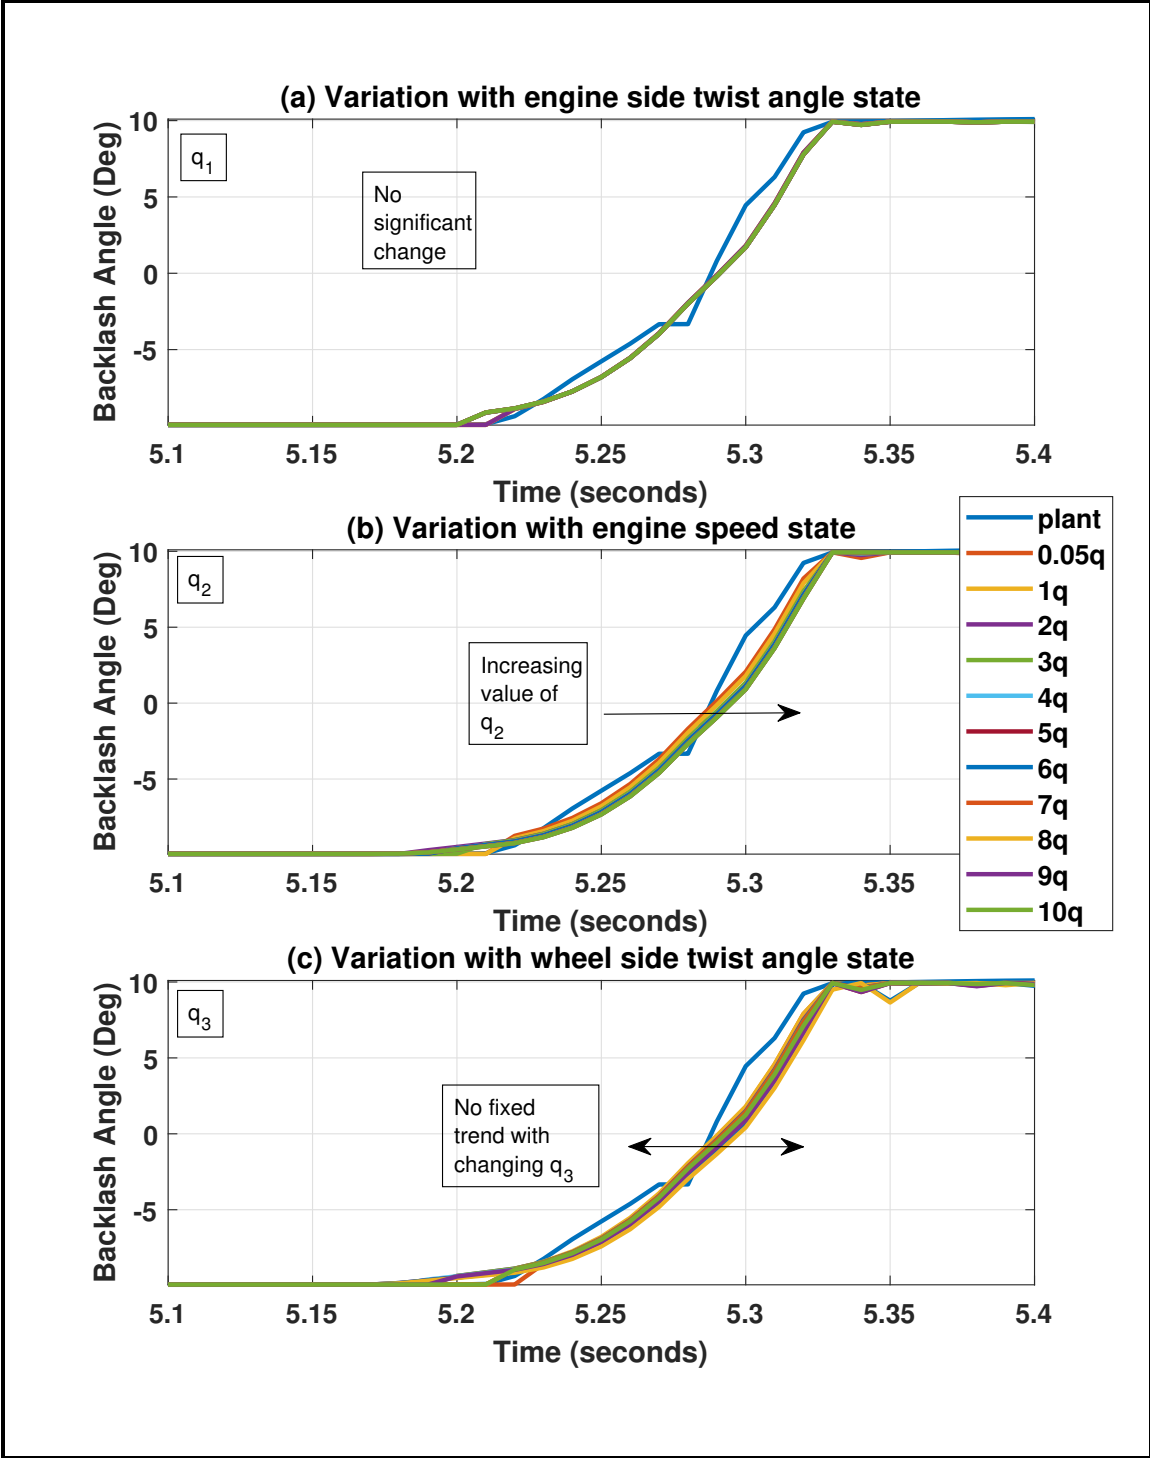 (a) Variation with engine side twist angle state
Backlash Angle (Deg)
10
5
0
-5
q1
No
significant
change
5.1 5.15 5.2 5.25 5.3 5.35 5.4
Time (seconds)
(b) Variation with engine speed state
Backlash Angle (Deg)
10
5
0
-5
q2
Increasing
value of
q2
5.1 5.15 5.2 5.25 5.3 5.35
Time (seconds)
plant
0.05q
1q
2q
3q
4q
5q
6q
7q
8q
9q
10q
(c) Variation with wheel side twist angle state
Backlash Angle (Deg)
10
5
0
-5
q3
No fixed
trend with
changing q3
5.1 5.15 5.2 5.25 5.3 5.35 5.4
Time (seconds)